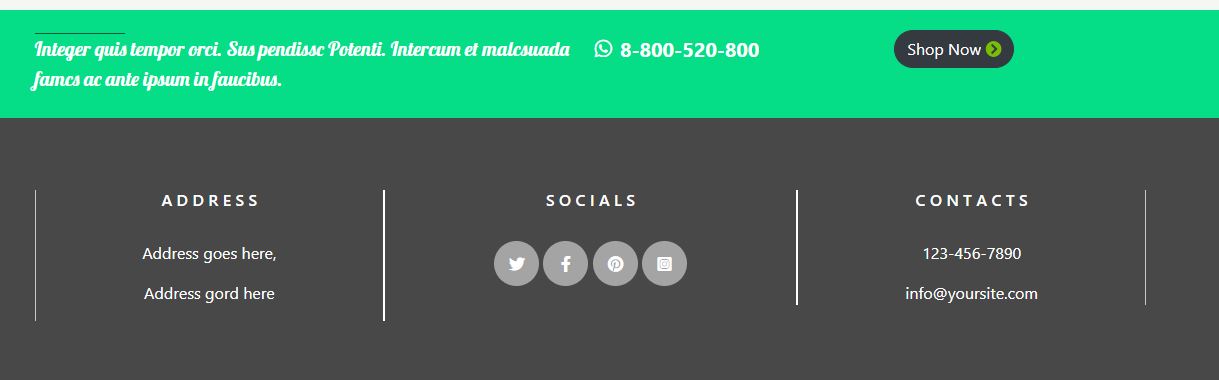 Integer quis tempor orci. Sus pendissc Potenti. Intercum et malcsuada
famcs ac ante ipsum in faucibus.
8-800-520-800
Shop Now
ADDRESS
Address goes here,
Address gord here
SOCIALS
CONTACTS
123-456-7890
info@yoursite.com